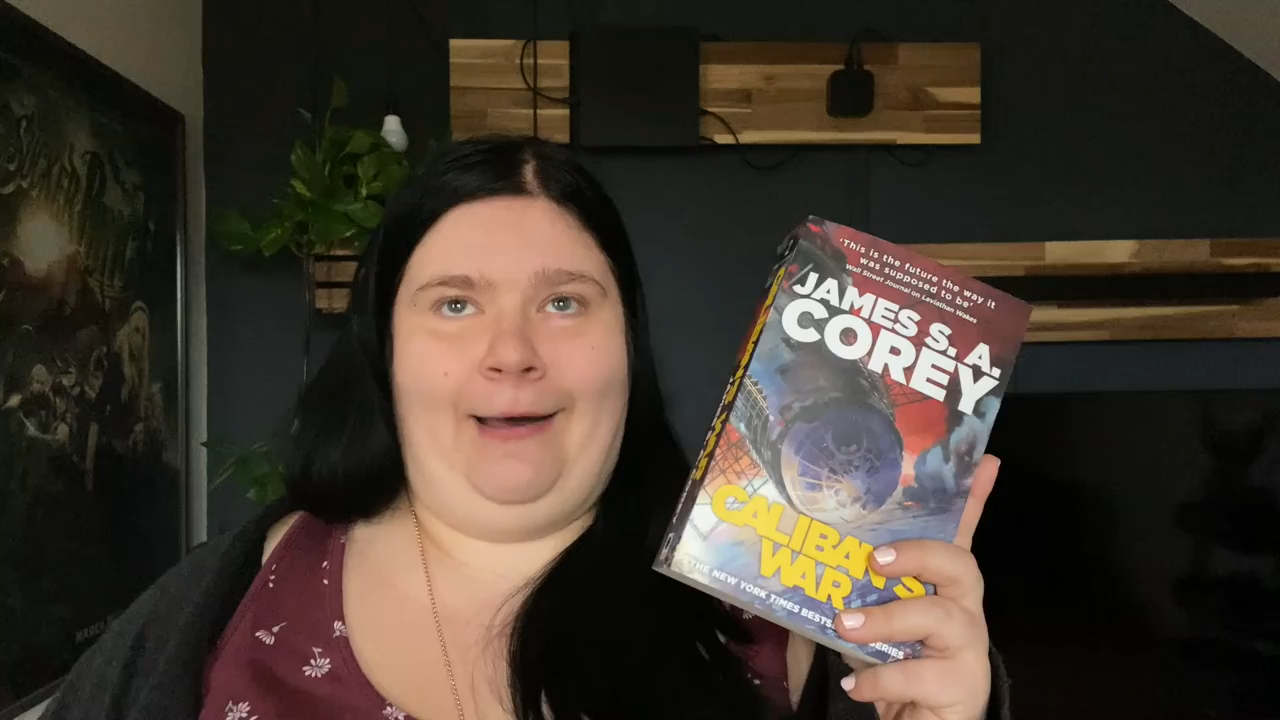 'This is the future the way it
was supposed to be'
Wall Street Journal on Leviathan Wakes
JAMES S. A.
COREY
CALIBAN'S
WAR
THE NEW YORK TIMES BESTS
SERIES
MARCH